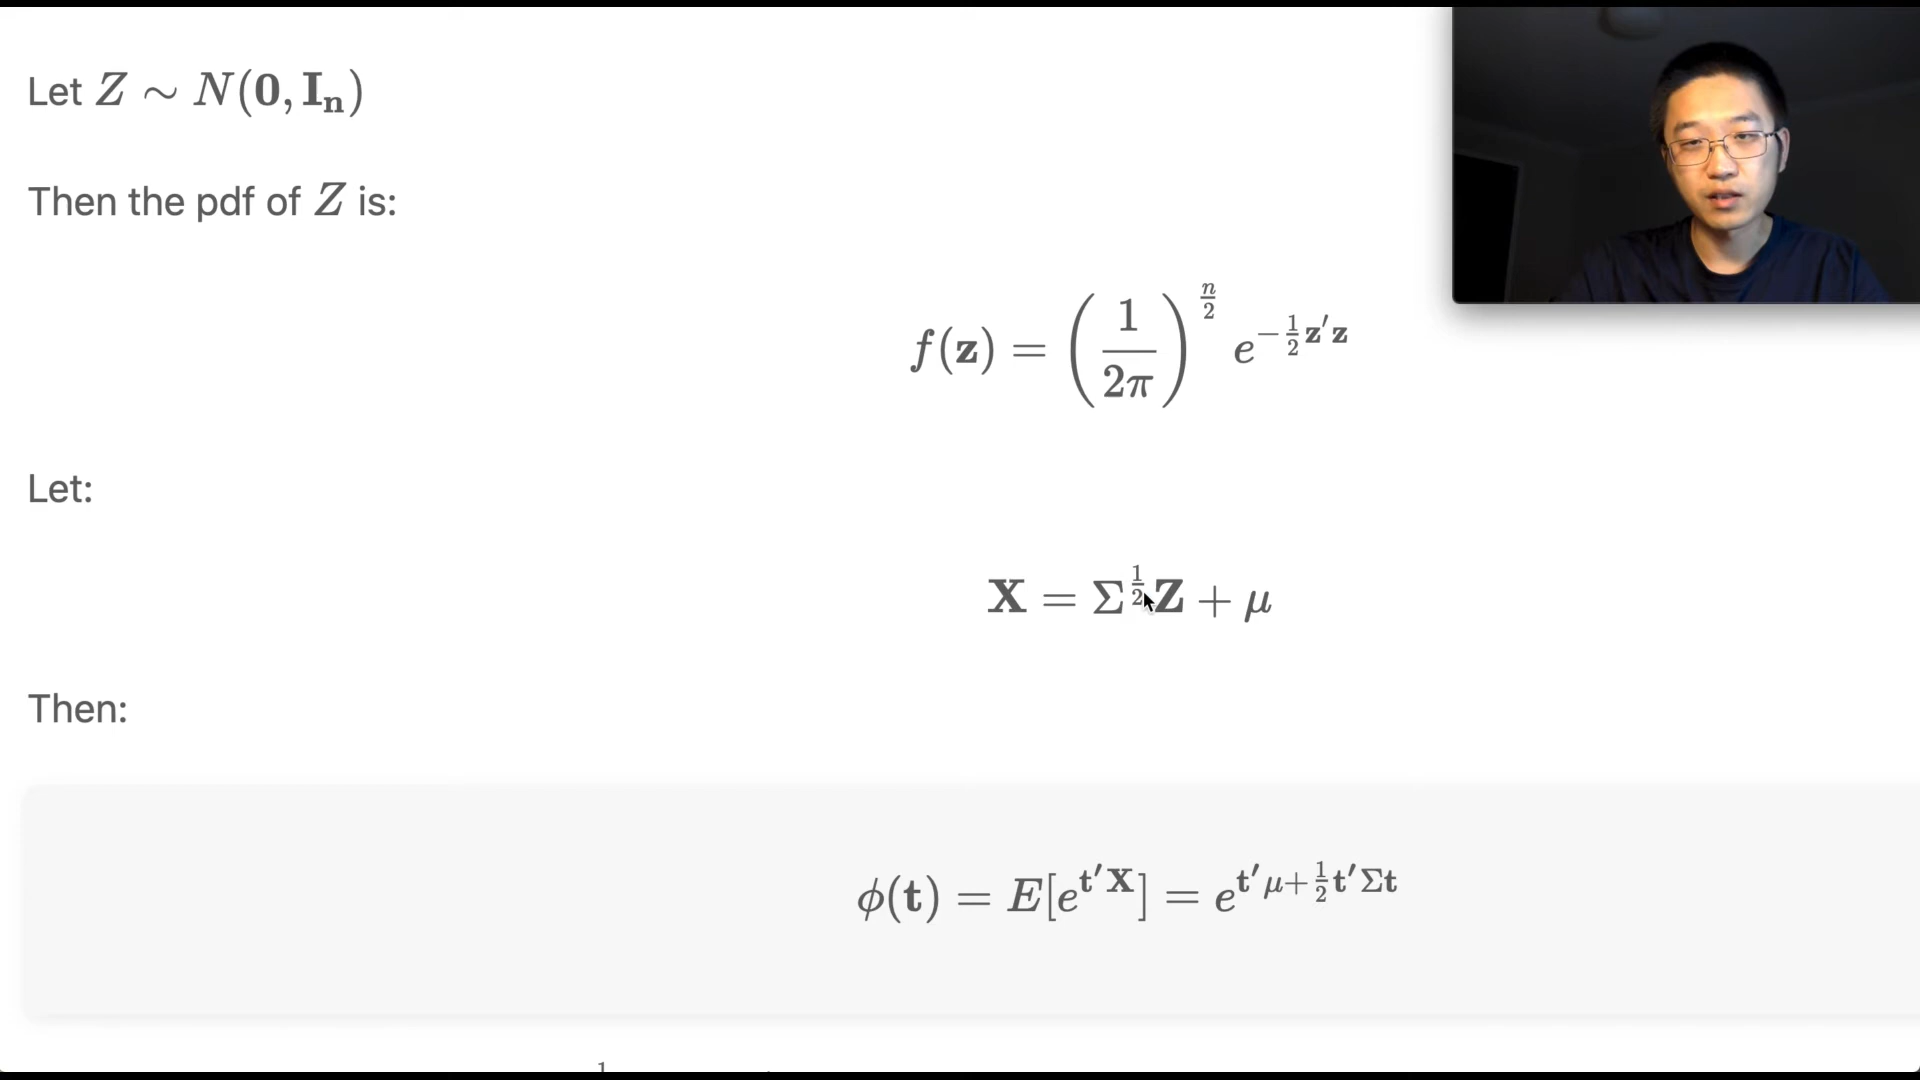 Let Z ∼ N(𝟎, 𝐈ₙ)
Then the pdf of Z is:
f(𝐳) = (1/2π)^{n/2} e^{−½𝐳′𝐳}
Let:
𝐗 = Σ^{½}𝐙 + μ
Then:
ϕ(𝐭) = E[e^{𝐭′𝐗}] = e^{𝐭′μ+½𝐭′Σ𝐭}